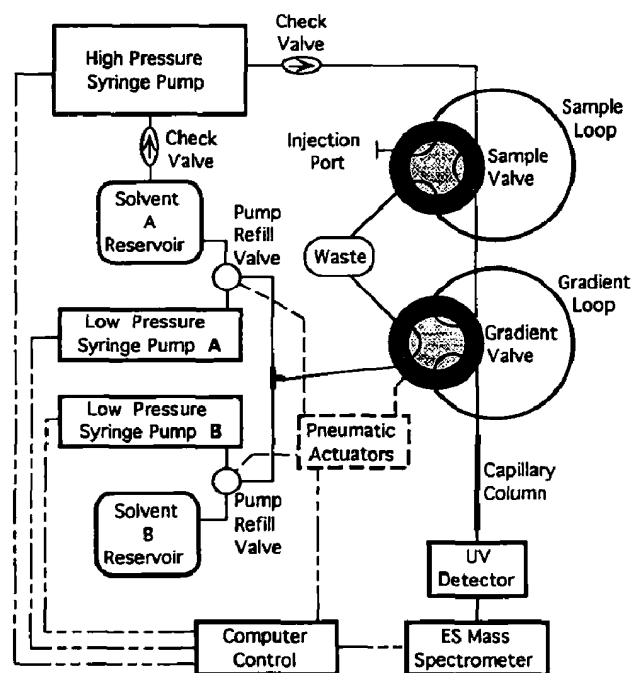 Check
Valve
High Pressure
Syringe Pump
Sample
Loop
Injection
Port
Check
Valve
Sample
Valve
Solvent
A
Reservoir
Pump
Refill
Valve
Waste
Gradient
Loop
Low Pressure
Syringe Pump A
Gradient
Valve
Low Pressure
Syringe Pump B
Pneumatic
Actuators
Capillary
Column
Solvent
B
Reservoir
Pump
Refill
Valve
UV
Detector
Computer
Control
ES Mass
Spectrometer